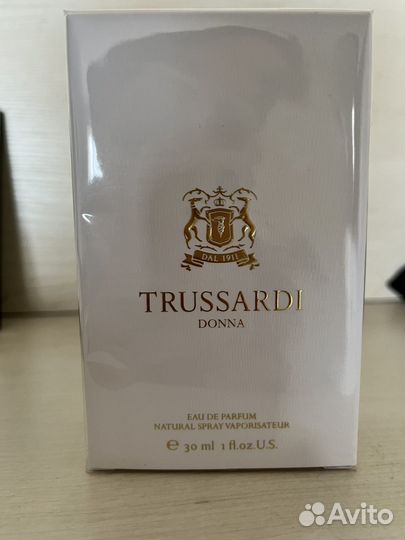 DAL 1911
TRUSSARDI
DONNA
EAU DE PARFUM
NATURAL SPRAY VAPORISATEUR
℮ 30 ml 1 fl.oz.U.S.
Avito